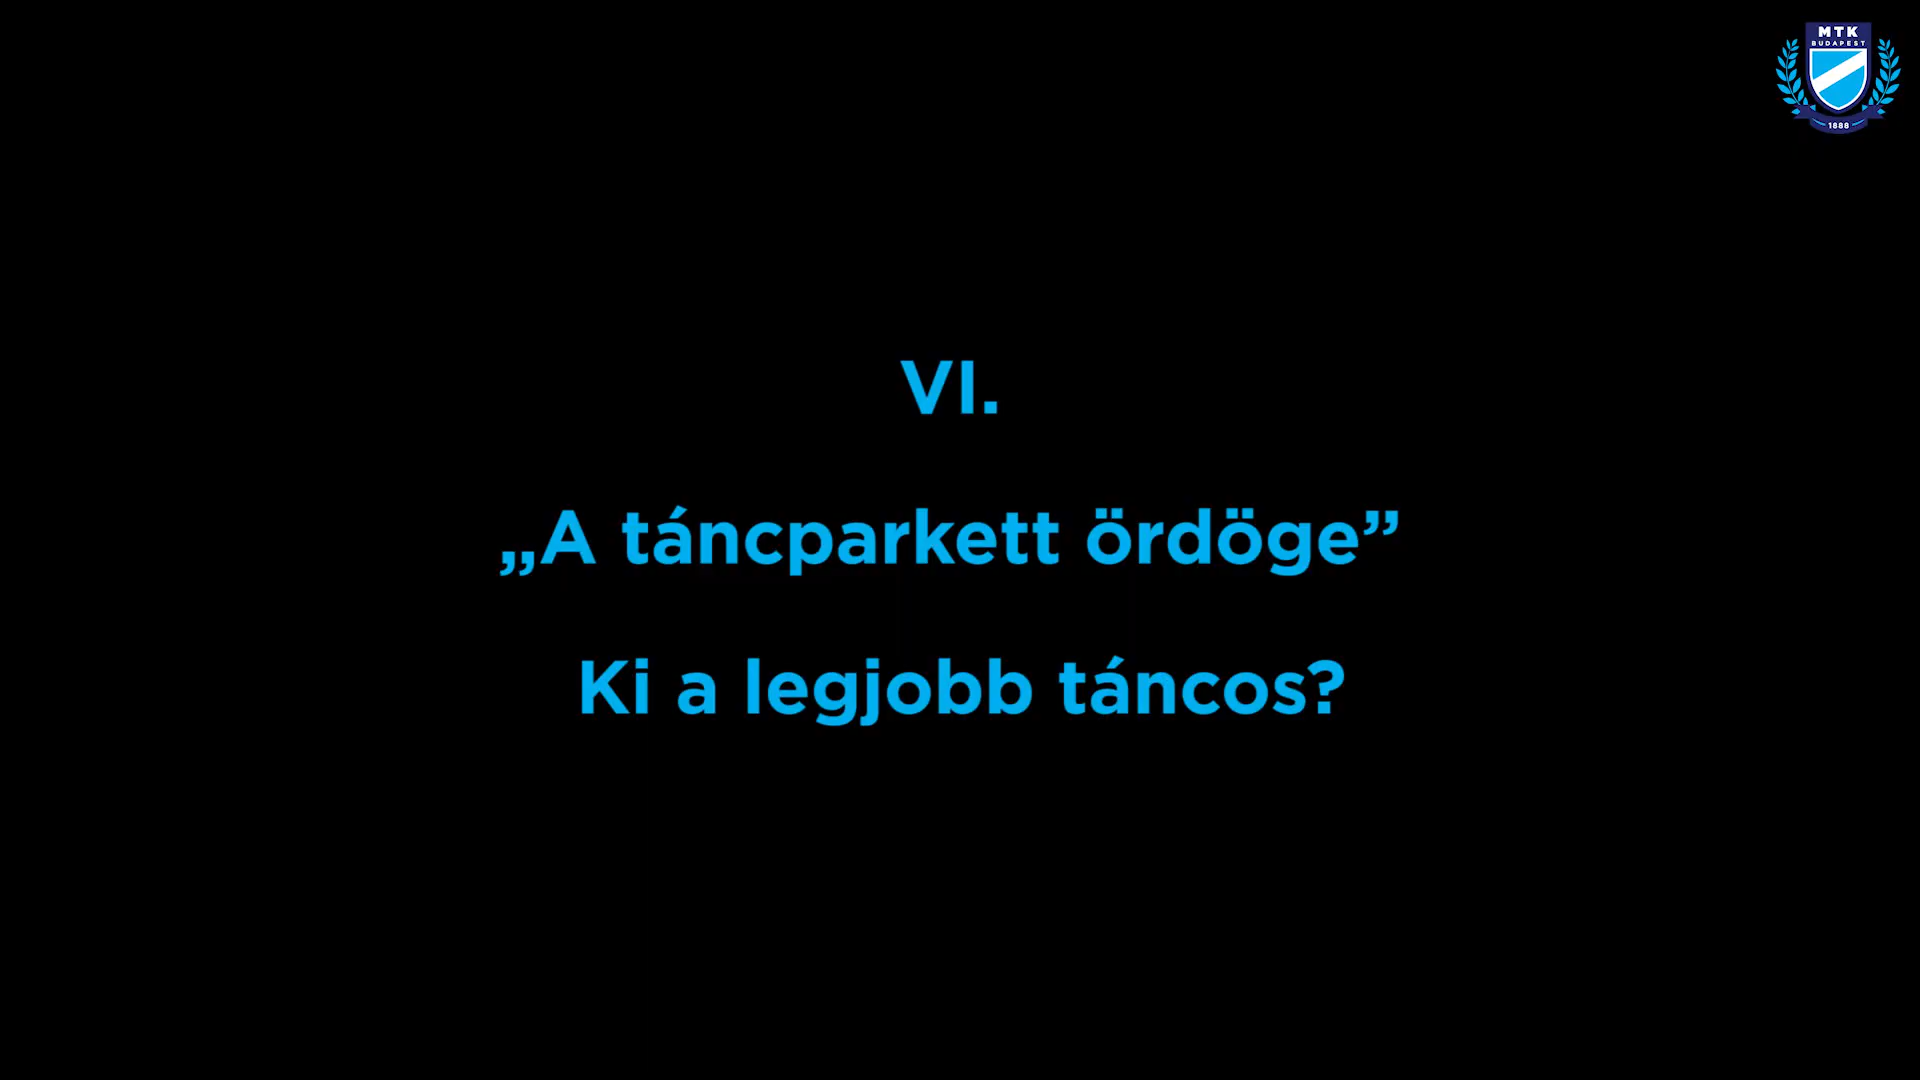 MTK
BUDAPEST
1888
VI.
„A táncparkett ördöge”
Ki a legjobb táncos?